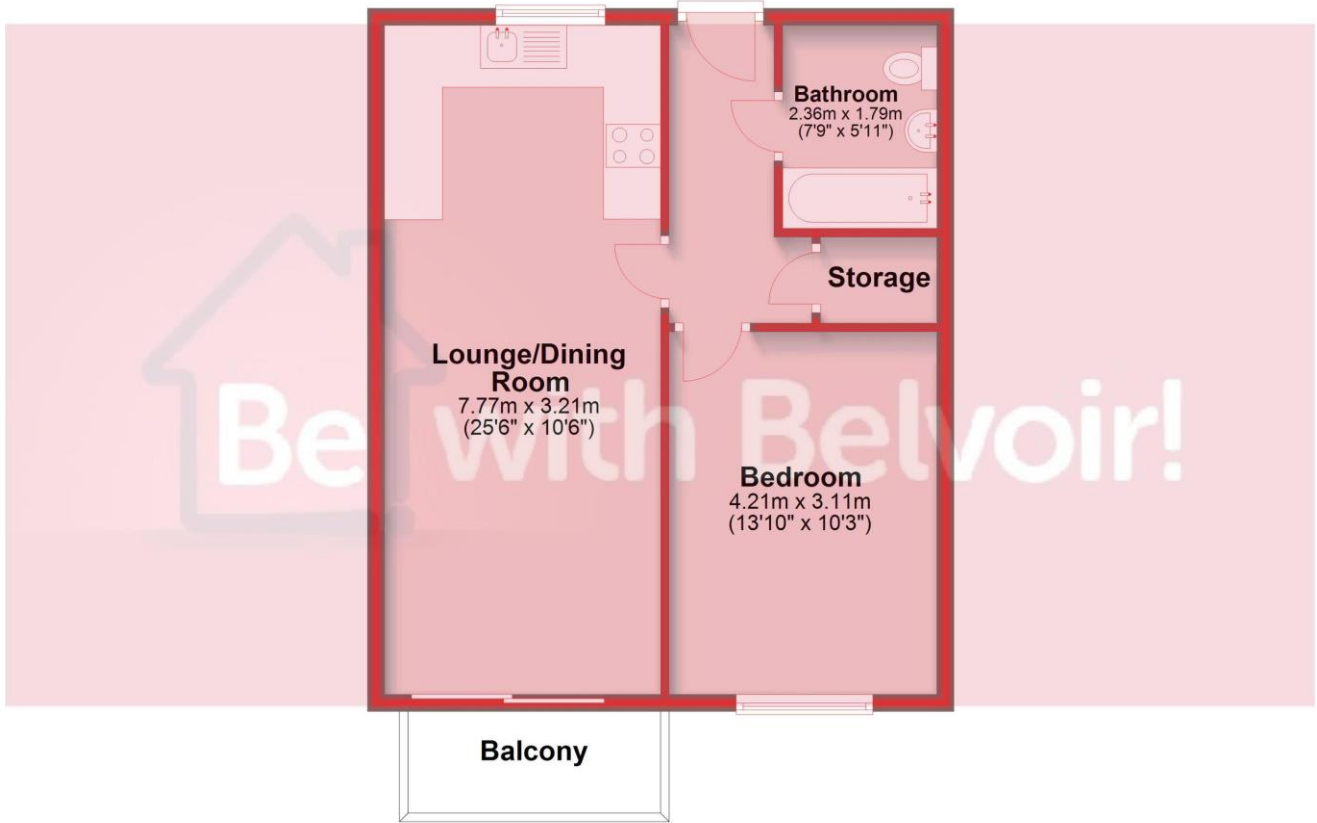 Bathroom
2.36m x 1.79m
(7'9" x 5'11")
Storage
Lounge/Dining
Room
7.77m x 3.21m
(25'6" x 10'6")
Be with Belvoir!
Bedroom
4.21m x 3.11m
(13'10" x 10'3")
Balcony